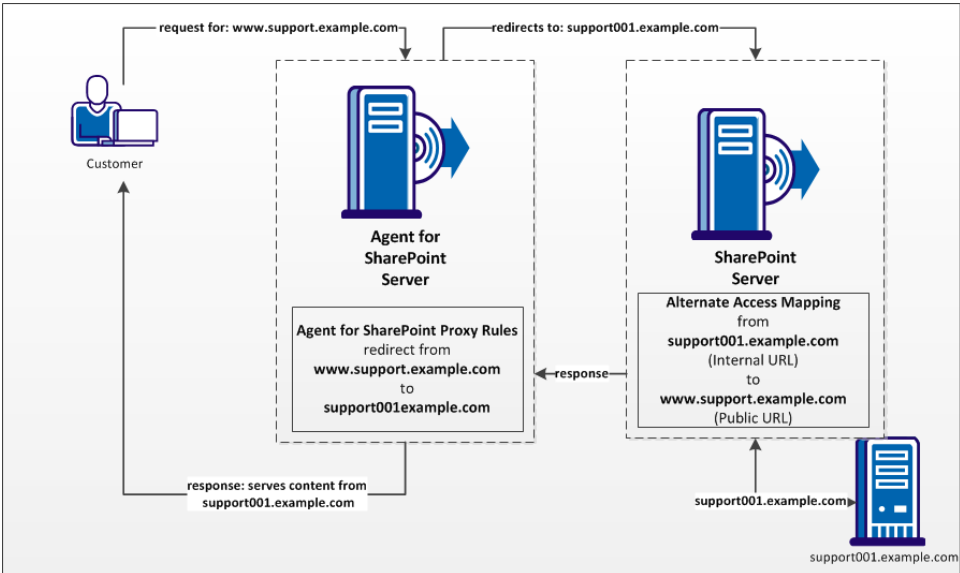 request for: www.support.example.com
redirects to: support001.example.com
Customer
Agent for
SharePoint
Server
SharePoint
Server
Agent for SharePoint Proxy Rules
redirect from
www.support.example.com
to
support001example.com
Alternate Access Mapping
from
support001.example.com
(Internal URL)
to
www.support.example.com
(Public URL)
response
response: serves content from
support001.example.com
support001.example.com
support001.example.com